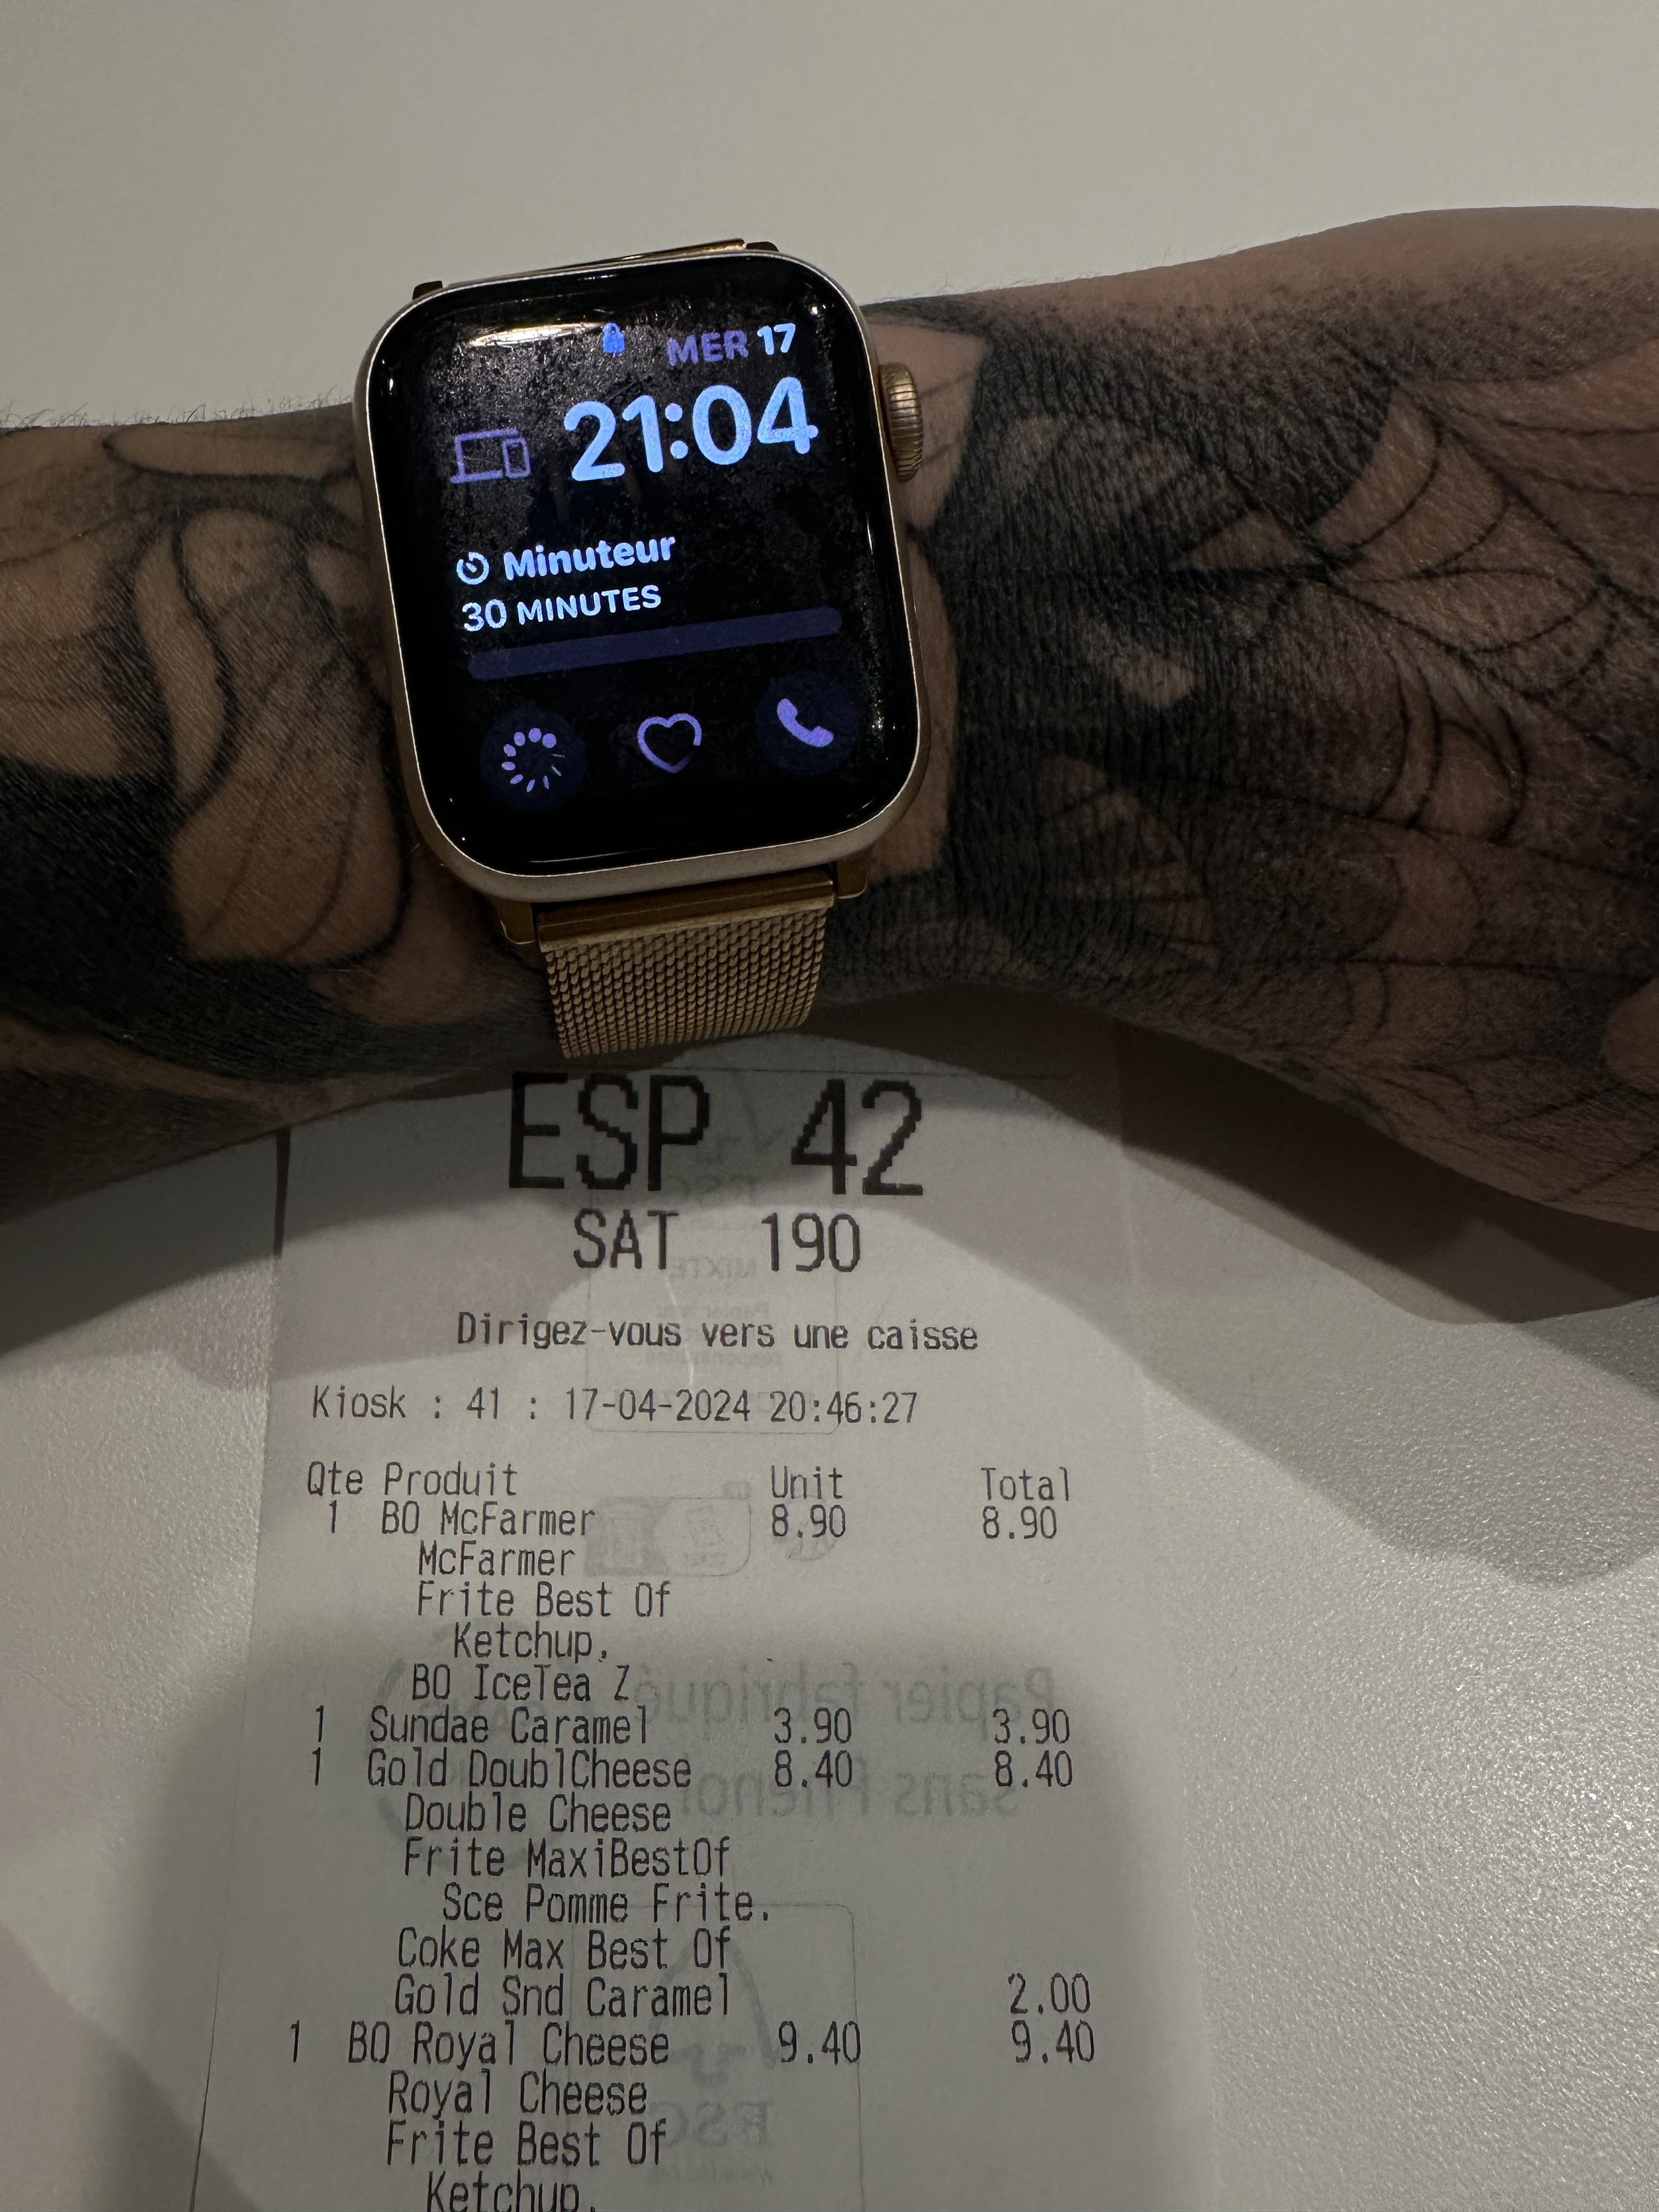 MER 17
21:04
Minuteur
30 MINUTES
ESP 42
SAT 190
Dirigez-vous vers une caisse
Kiosk : 41 : 17-04-2024 20:46:27
Qte Produit Unit Total
1 BO McFarmer 8.90 8.90
McFarmer
Frite Best Of
Ketchup,
BO IceTea Z
1 Sundae Caramel 3.90 3.90
1 Gold DoublCheese 8.40 8.40
Double Cheese
Frite MaxiBestOf
Sce Pomme Frite.
Coke Max Best Of
Gold Snd Caramel 2.00
1 BO Royal Cheese 9.40 9.40
Royal Cheese
Frite Best Of
Ketchup,